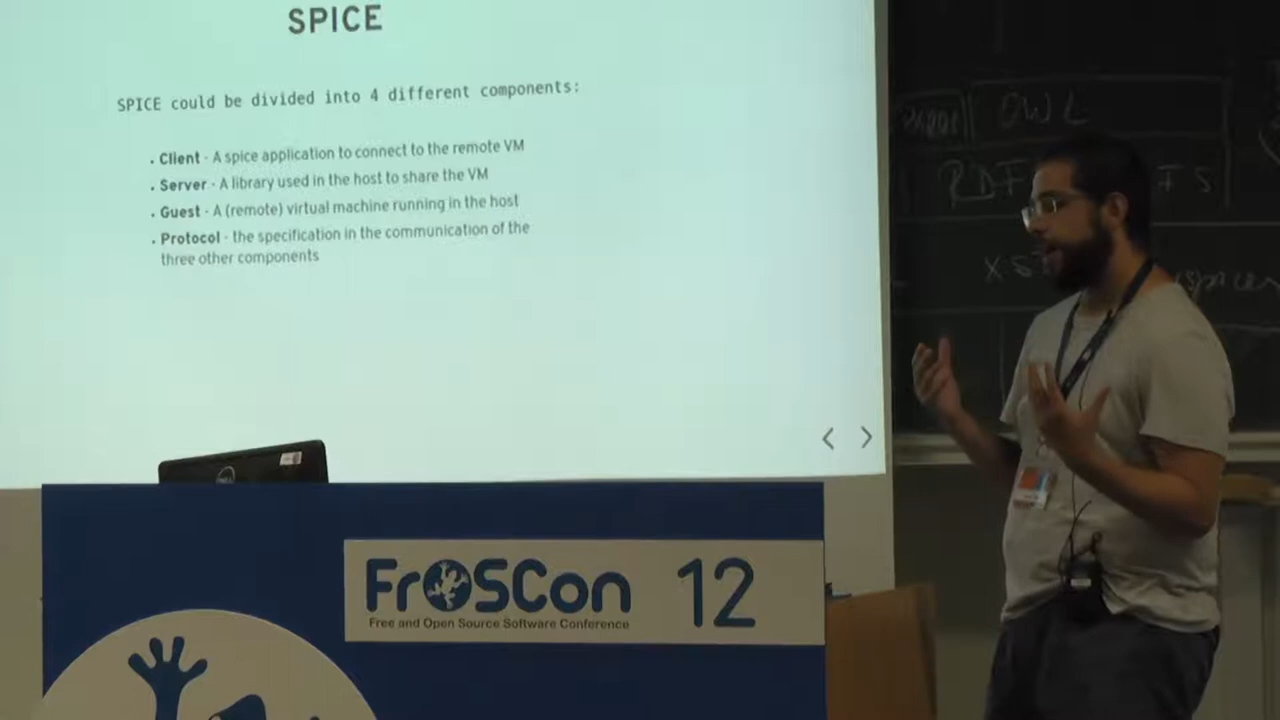 SPICE
SPICE could be divided into 4 different components:
. Client - A spice application to connect to the remote VM
. Server - A library used in the host to share the VM
. Guest - A (remote) virtual machine running in the host
. Protocol - the specification in the communication of the
three other components
< >
OWL
RDF
FS
FrOSCon 12
Free and Open Source Software Conference